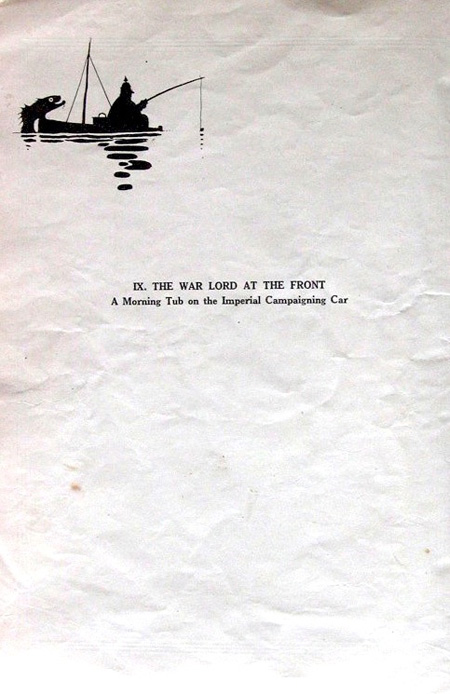 IX. THE WAR LORD AT THE FRONT
A Morning Tub on the Imperial Campaigning Car